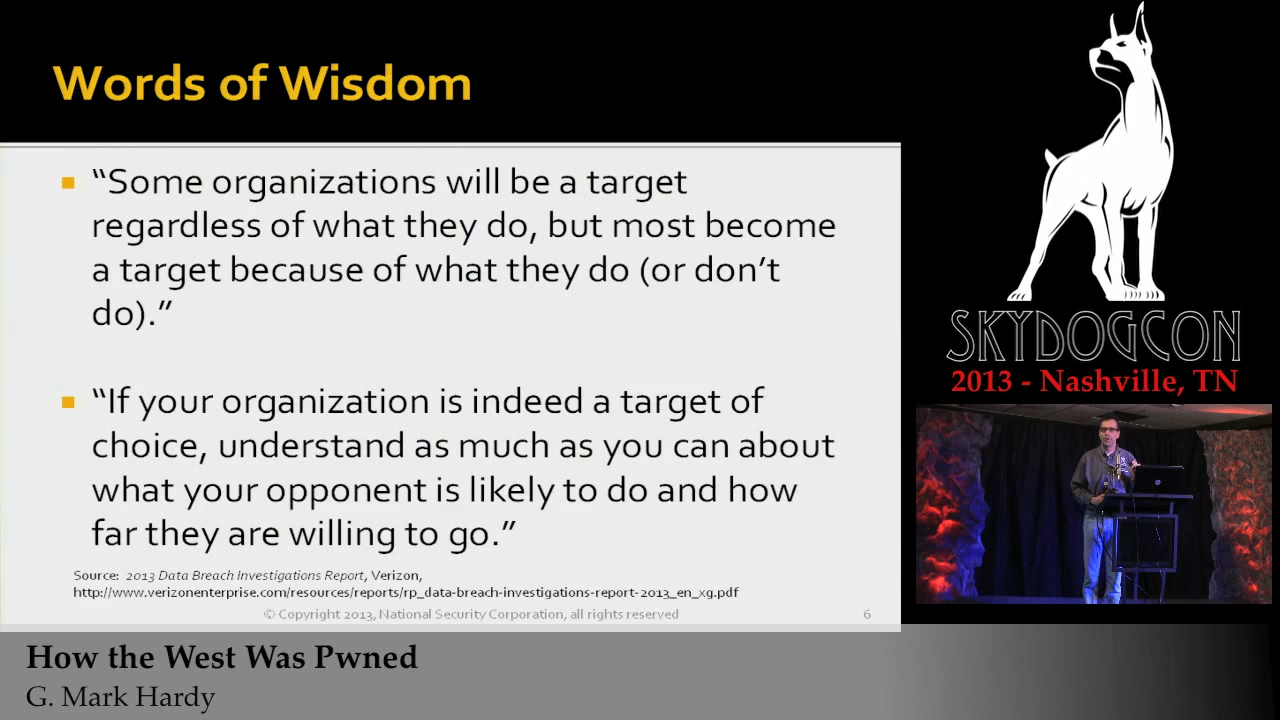 Words of Wisdom
“Some organizations will be a target
regardless of what they do, but most become
a target because of what they do (or don’t
do).”
“If your organization is indeed a target of
choice, understand as much as you can about
what your opponent is likely to do and how
far they are willing to go.”
Source: 2013 Data Breach Investigations Report, Verizon,
http://www.verizonenterprise.com/resources/reports/rp_data-breach-investigations-report-2013_en_xg.pdf
© Copyright 2013, National Security Corporation, all rights reserved
6
SKYDOGCON
2013 - Nashville, TN
How the West Was Pwned
G. Mark Hardy